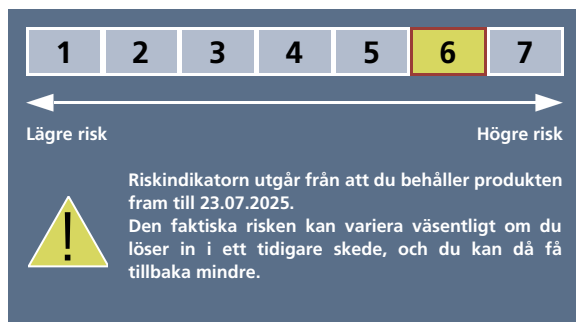 1 2 3 4 5 6 7
Lägre risk Högre risk
Riskindikatorn utgår från att du behåller produkten
fram till 23.07.2025.
Den faktiska risken kan variera väsentligt om du
löser in i ett tidigare skede, och du kan då få
tillbaka mindre.
!